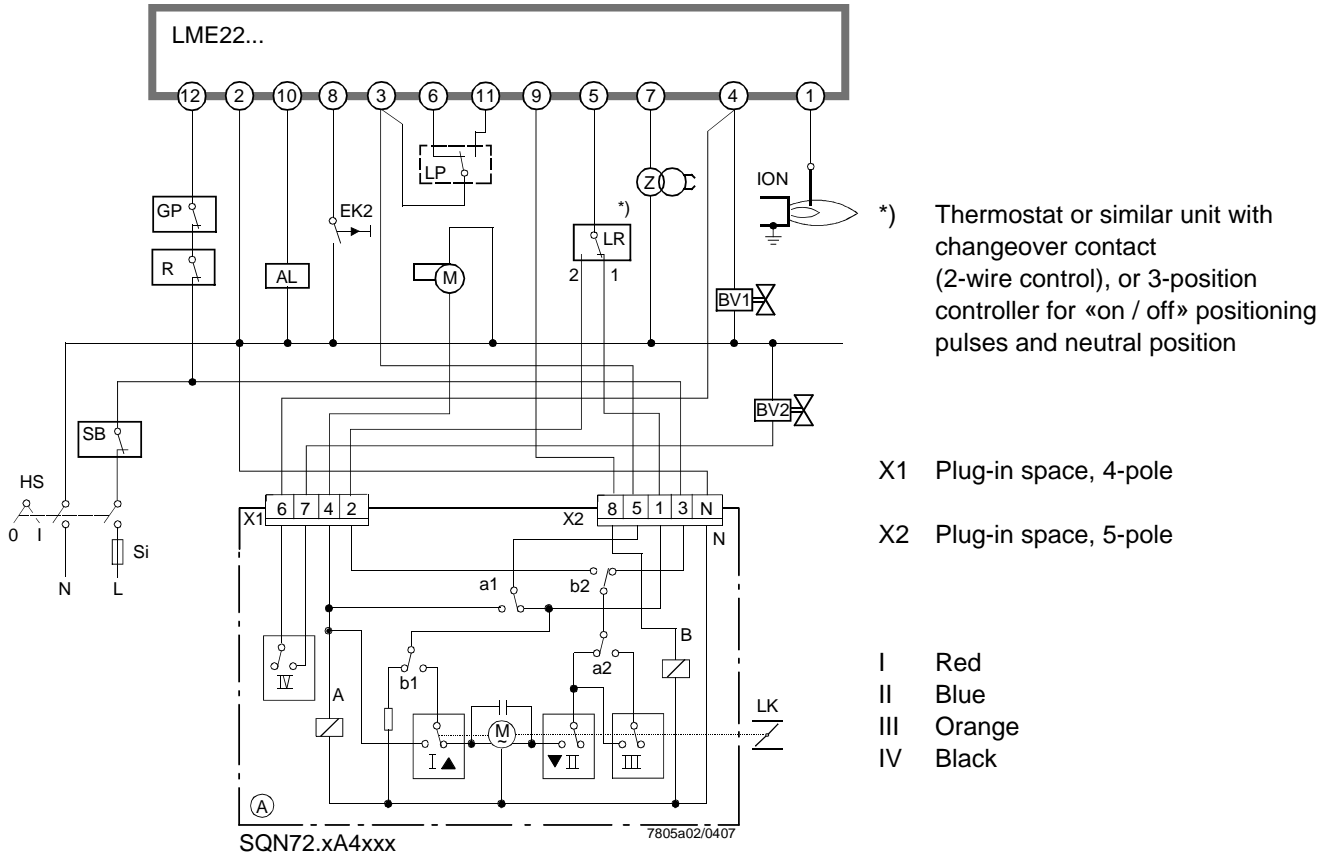 LME22...
12 2 10 8 3 6 11 9 5 7 4 1
LP
Z
ION
GP
EK2
*)
R
AL
M
LR
2 1
BV1
BV2
SB
HS
0 I
Si
N L
*) Thermostat or similar unit with
changeover contact
(2-wire control), or 3-position
controller for «on / off» positioning
pulses and neutral position
X1 Plug-in space, 4-pole
X2 Plug-in space, 5-pole
X1 6 7 4 2
X2 8 5 1 3 N
N
a1 b2
B
b1 a2
IV
A
M
~
I ▲ ▼ II III
LK
A
SQN72.xA4xxx
7805a02/0407
I Red
II Blue
III Orange
IV Black